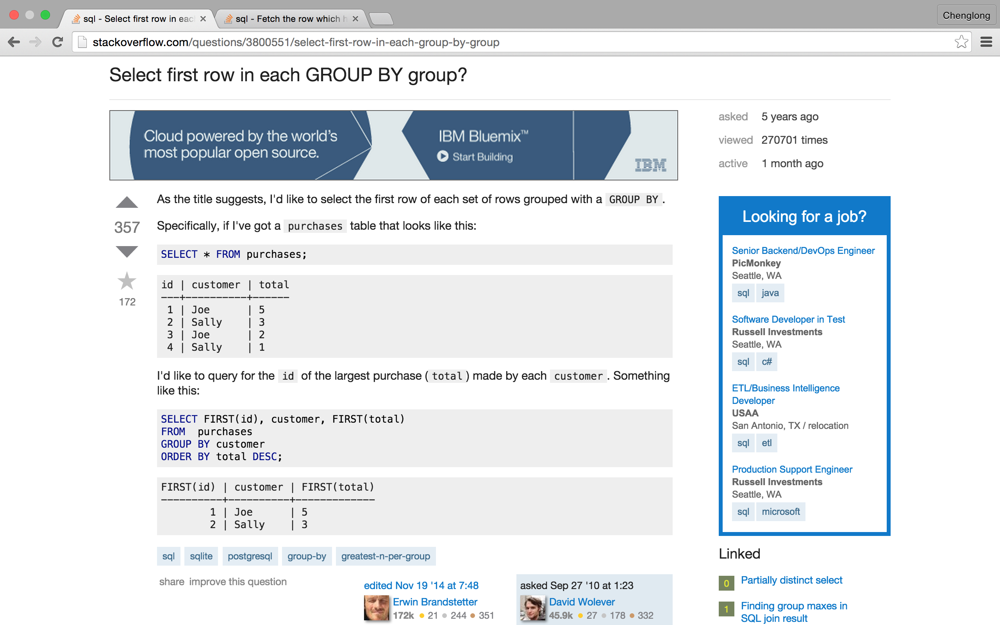 sql - Select first row in eac
sql - Fetch the row which h
Chenglong
stackoverflow.com/questions/3800551/select-first-row-in-each-group-by-group
Select first row in each GROUP BY group?
Cloud powered by the world's
most popular open source.
IBM Bluemix™
Start Building
IBM
asked 5 years ago
viewed 270701 times
active 1 month ago
357
172
As the title suggests, I'd like to select the first row of each set of rows grouped with a GROUP BY .
Specifically, if I've got a purchases table that looks like this:
SELECT * FROM purchases;
id | customer | total
---+----------+------
 1 | Joe      | 5
 2 | Sally    | 3
 3 | Joe      | 2
 4 | Sally    | 1
I'd like to query for the id of the largest purchase ( total ) made by each customer . Something
like this:
SELECT FIRST(id), customer, FIRST(total)
FROM  purchases
GROUP BY customer
ORDER BY total DESC;
FIRST(id) | customer | FIRST(total)
----------+----------+-------------
        1 | Joe      | 5
        2 | Sally    | 3
sql sqlite postgresql group-by greatest-n-per-group
share improve this question
edited Nov 19 '14 at 7:48
Erwin Brandstetter
172k 21 244 351
asked Sep 27 '10 at 1:23
David Wolever
45.9k 27 178 332
Looking for a job?
Senior Backend/DevOps Engineer
PicMonkey
Seattle, WA
sql java
Software Developer in Test
Russell Investments
Seattle, WA
sql c#
ETL/Business Intelligence
Developer
USAA
San Antonio, TX / relocation
sql etl
Production Support Engineer
Russell Investments
Seattle, WA
sql microsoft
Linked
0 Partially distinct select
1 Finding group maxes in
SQL join result